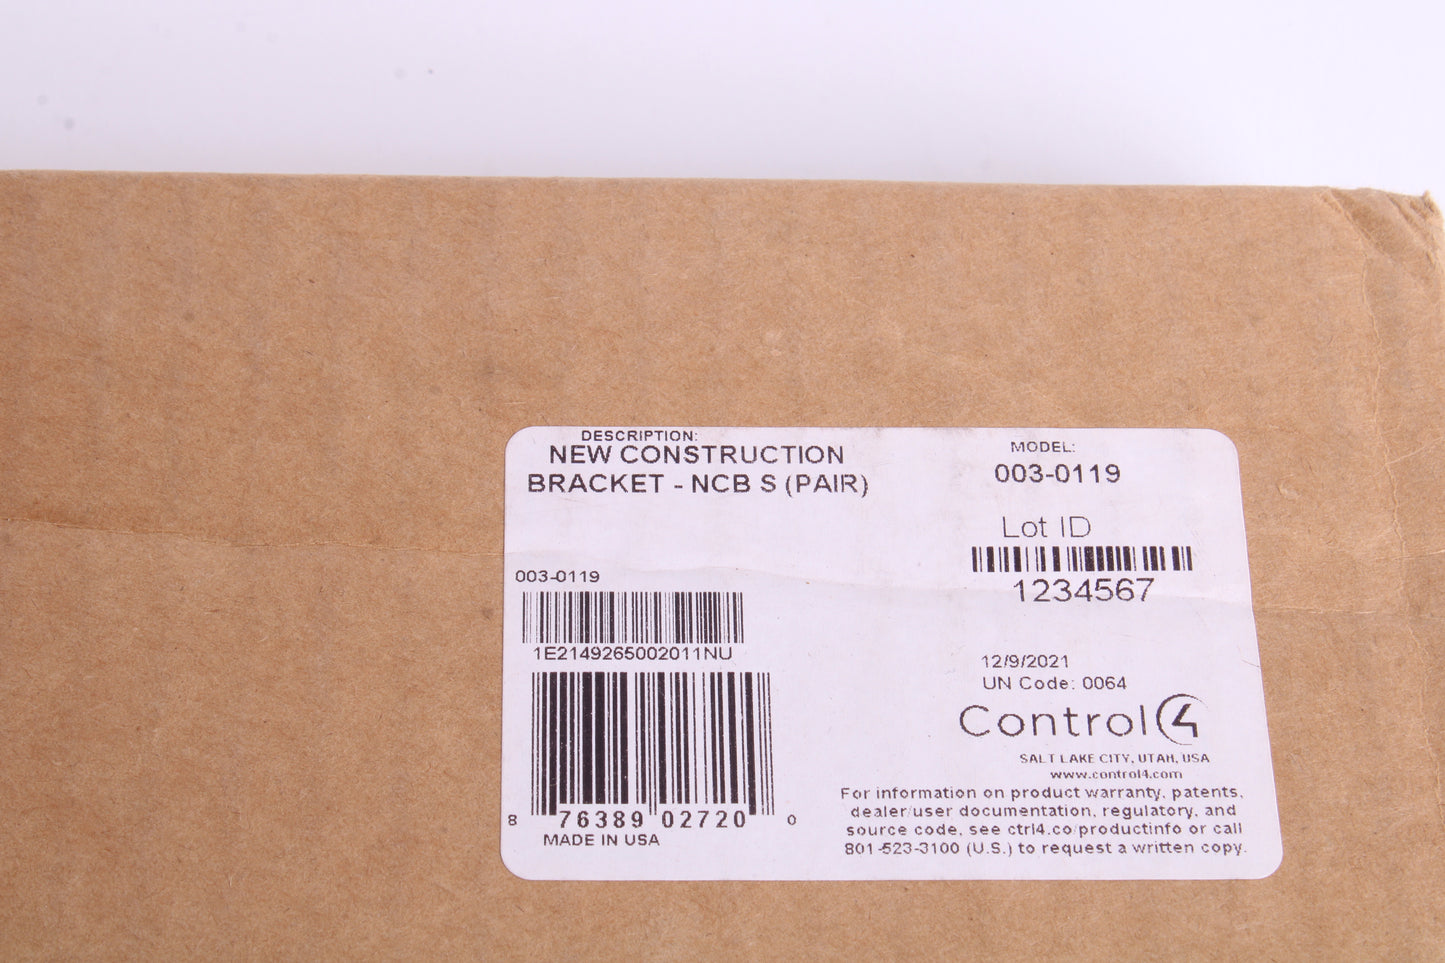 DESCRIPTION:
NEW CONSTRUCTION
BRACKET - NCB S (PAIR)
MODEL:
003-0119
Lot ID
1234567
003-0119
1E2149265002011NU
8 76389 02720 0
MADE IN USA
12/9/2021
UN Code: 0064
Control4
SALT LAKE CITY, UTAH, USA
www.control4.com
For information on product warranty, patents,
dealer/user documentation, regulatory, and
source code, see ctrl4.co/productinfo or call
801-523-3100 (U.S.) to request a written copy.